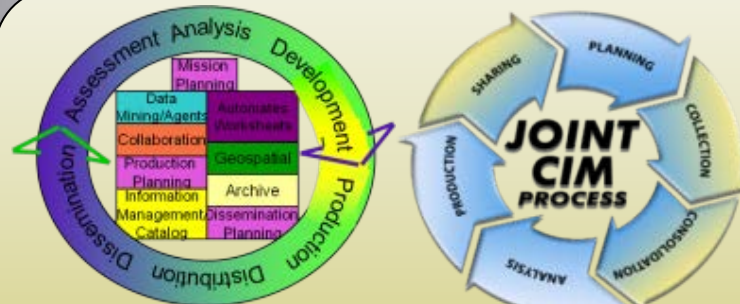 Assessment Analysis Development Production Distribution Dissemination
Mission
Planning
Data
Mining/Agents
Automates
Worksheets
Collaboration
Geospatial
Production
Planning
Archive
Information
Management/
Catalog
Dissemination
Planning
JOINT
CIM
PROCESS
PLANNING
COLLECTION
CONSOLIDATION
ANALYSIS
PRODUCTION
SHARING